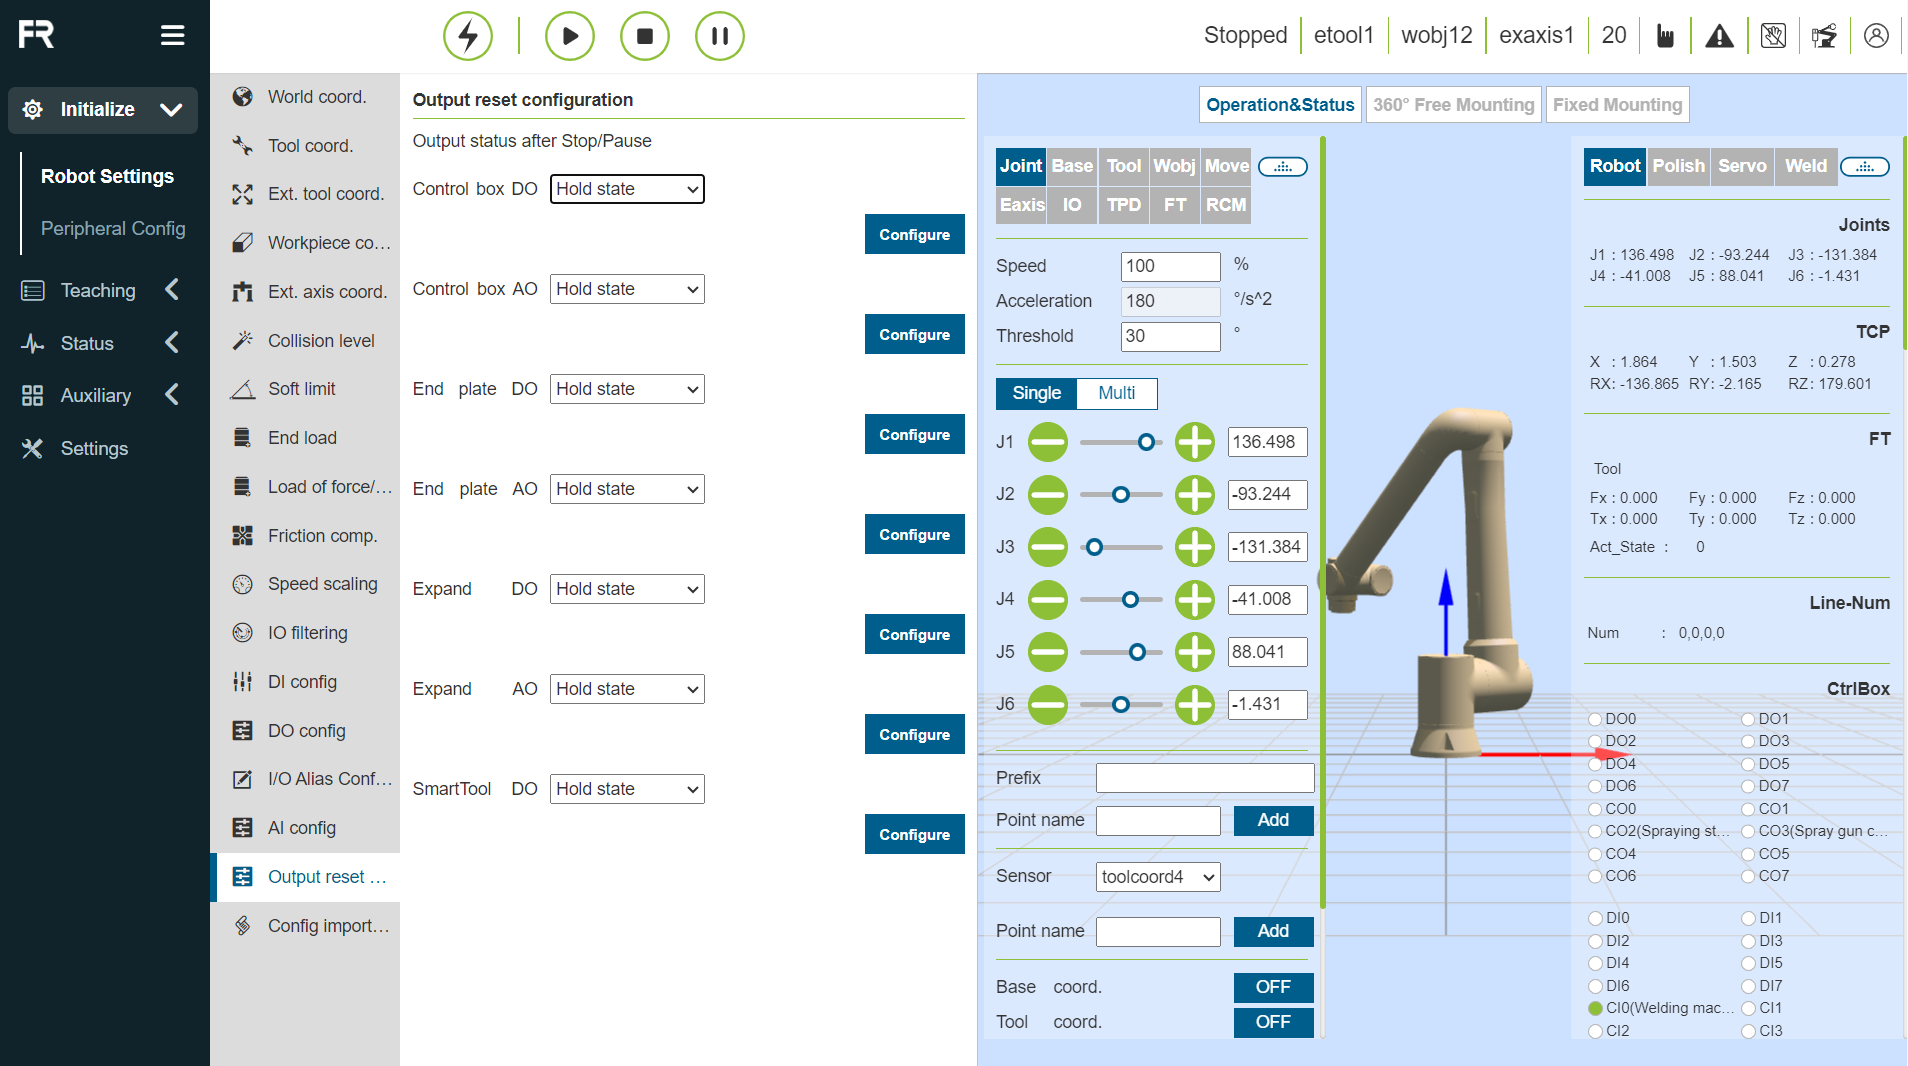 FR
Stopped
etool1
wobj12
exaxis1
20
Initialize
Robot Settings
Peripheral Config
Teaching
Status
Auxiliary
Settings
World coord.
Tool coord.
Ext. tool coord.
Workpiece co…
Ext. axis coord.
Collision level
Soft limit
End load
Load of force/…
Friction comp.
Speed scaling
IO filtering
DI config
DO config
I/O Alias Conf…
AI config
Output reset …
Config import…
Output reset configuration
Output status after Stop/Pause
Control box DO Hold state
Configure
Control box AO Hold state
Configure
End plate DO Hold state
Configure
End plate AO Hold state
Configure
Expand DO Hold state
Configure
Expand AO Hold state
Configure
SmartTool DO Hold state
Configure
Operation&Status 360° Free Mounting Fixed Mounting
Joint Base Tool Wobj Move
Eaxis IO TPD FT RCM
Speed 100 %
Acceleration 180 °/s^2
Threshold 30 °
Single Multi
J1 136.498
J2 -93.244
J3 -131.384
J4 -41.008
J5 88.041
J6 -1.431
Prefix
Point name Add
Sensor toolcoord4
Point name Add
Base coord. OFF
Tool coord. OFF
Robot Polish Servo Weld
Joints
J1 : 136.498 J2 : -93.244 J3 : -131.384
J4 : -41.008 J5 : 88.041 J6 : -1.431
TCP
X : 1.864 Y : 1.503 Z : 0.278
RX: -136.865 RY: -2.165 RZ: 179.601
FT
Tool
Fx : 0.000 Fy : 0.000 Fz : 0.000
Tx : 0.000 Ty : 0.000 Tz : 0.000
Act_State : 0
Line-Num
Num : 0,0,0,0
CtrlBox
DO0 DO1
DO2 DO3
DO4 DO5
DO6 DO7
CO0 CO1
CO2(Spraying st… CO3(Spray gun c…
CO4 CO5
CO6 CO7
DI0 DI1
DI2 DI3
DI4 DI5
DI6 DI7
CI0(Welding mac… CI1
CI2 CI3